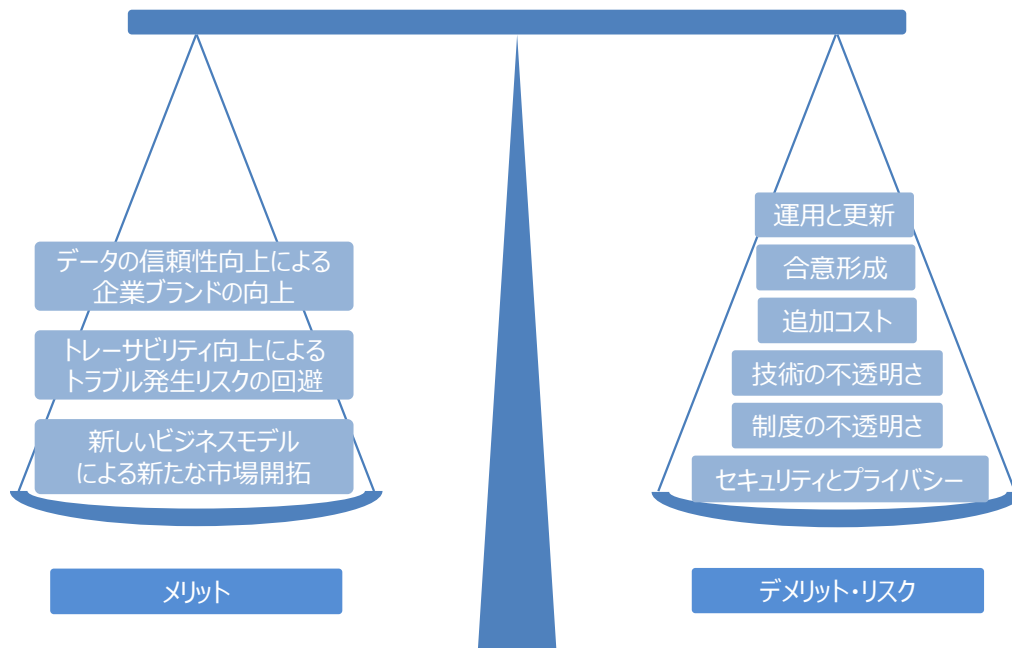 データの信頼性向上による
企業ブランドの向上
トレーサビリティ向上による
トラブル発生リスクの回避
新しいビジネスモデル
による新たな市場開拓
メリット
運用と更新
合意形成
追加コスト
技術の不透明さ
制度の不透明さ
セキュリティとプライバシー
デメリット・リスク